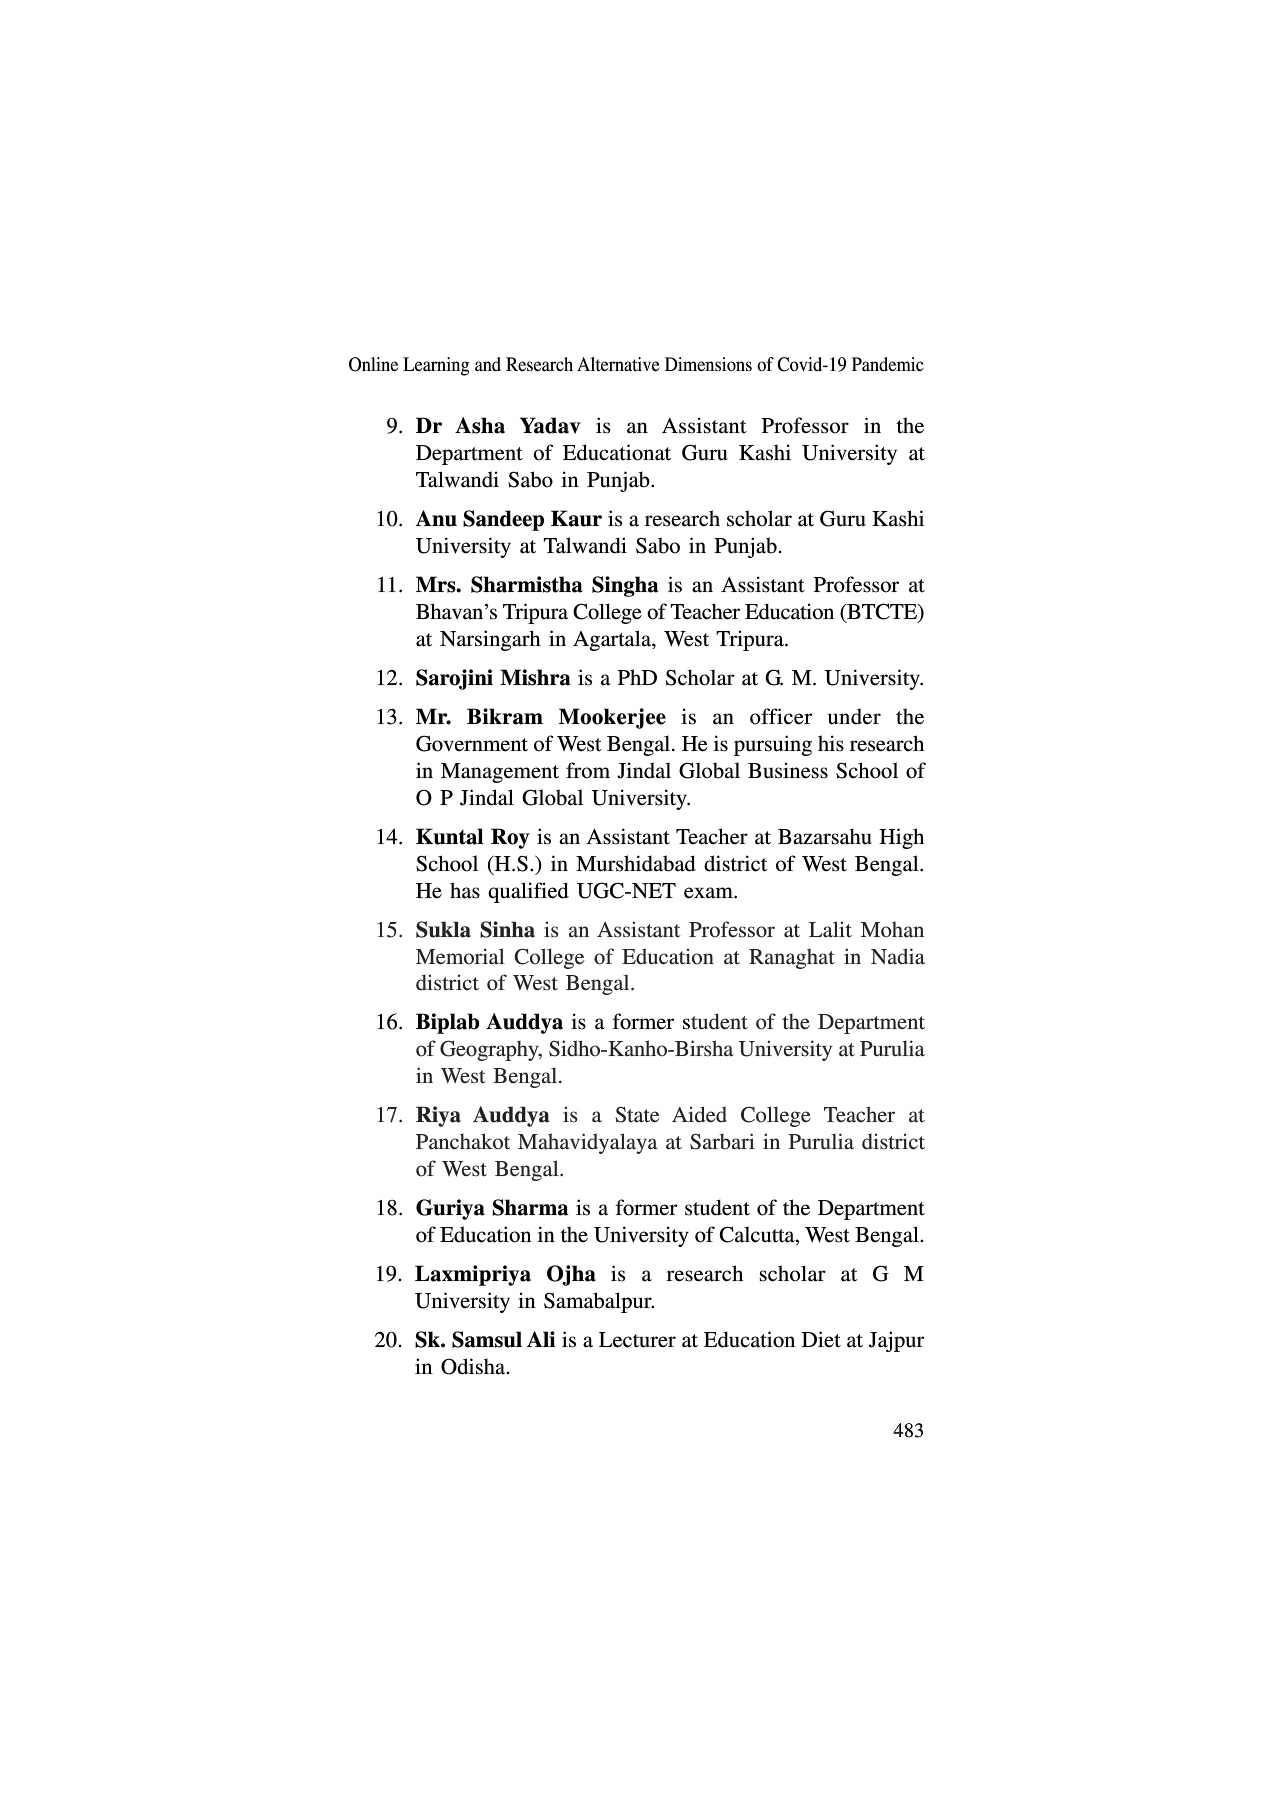 Online Learning and Research Alternative Dimensions of Covid-19 Pandemic
9. Dr Asha Yadav is an Assistant Professor in the
Department of Educationat Guru Kashi University at
Talwandi Sabo in Punjab.
10. Anu Sandeep Kaur is a research scholar at Guru Kashi
University at Talwandi Sabo in Punjab.
11. Mrs. Sharmistha Singha is an Assistant Professor at
Bhavan’s Tripura College of Teacher Education (BTCTE)
at Narsingarh in Agartala, West Tripura.
12. Sarojini Mishra is a PhD Scholar at G. M. University.
13. Mr. Bikram Mookerjee is an officer under the
Government of West Bengal. He is pursuing his research
in Management from Jindal Global Business School of
O P Jindal Global University.
14. Kuntal Roy is an Assistant Teacher at Bazarsahu High
School (H.S.) in Murshidabad district of West Bengal.
He has qualified UGC-NET exam.
15. Sukla Sinha is an Assistant Professor at Lalit Mohan
Memorial College of Education at Ranaghat in Nadia
district of West Bengal.
16. Biplab Auddya is a former student of the Department
of Geography, Sidho-Kanho-Birsha University at Purulia
in West Bengal.
17. Riya Auddya is a State Aided College Teacher at
Panchakot Mahavidyalaya at Sarbari in Purulia district
of West Bengal.
18. Guriya Sharma is a former student of the Department
of Education in the University of Calcutta, West Bengal.
19. Laxmipriya Ojha is a research scholar at G M
University in Samabalpur.
20. Sk. Samsul Ali is a Lecturer at Education Diet at Jajpur
in Odisha.
483